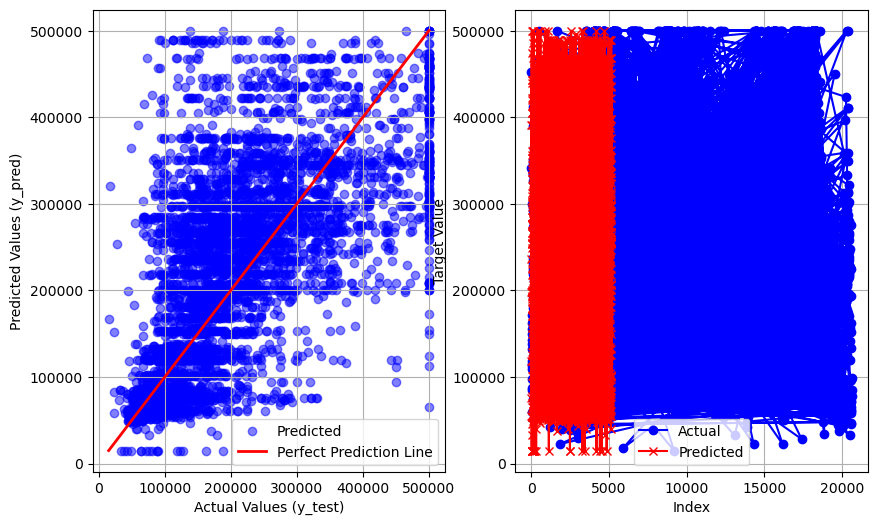 500000
400000
300000
200000
100000
0
Predicted Values (y_pred)
0
100000
200000
300000
400000
500000
Actual Values (y_test)
Predicted
Perfect Prediction Line
500000
400000
300000
200000
100000
0
Target Value
0
5000
10000
15000
20000
Index
Actual
Predicted